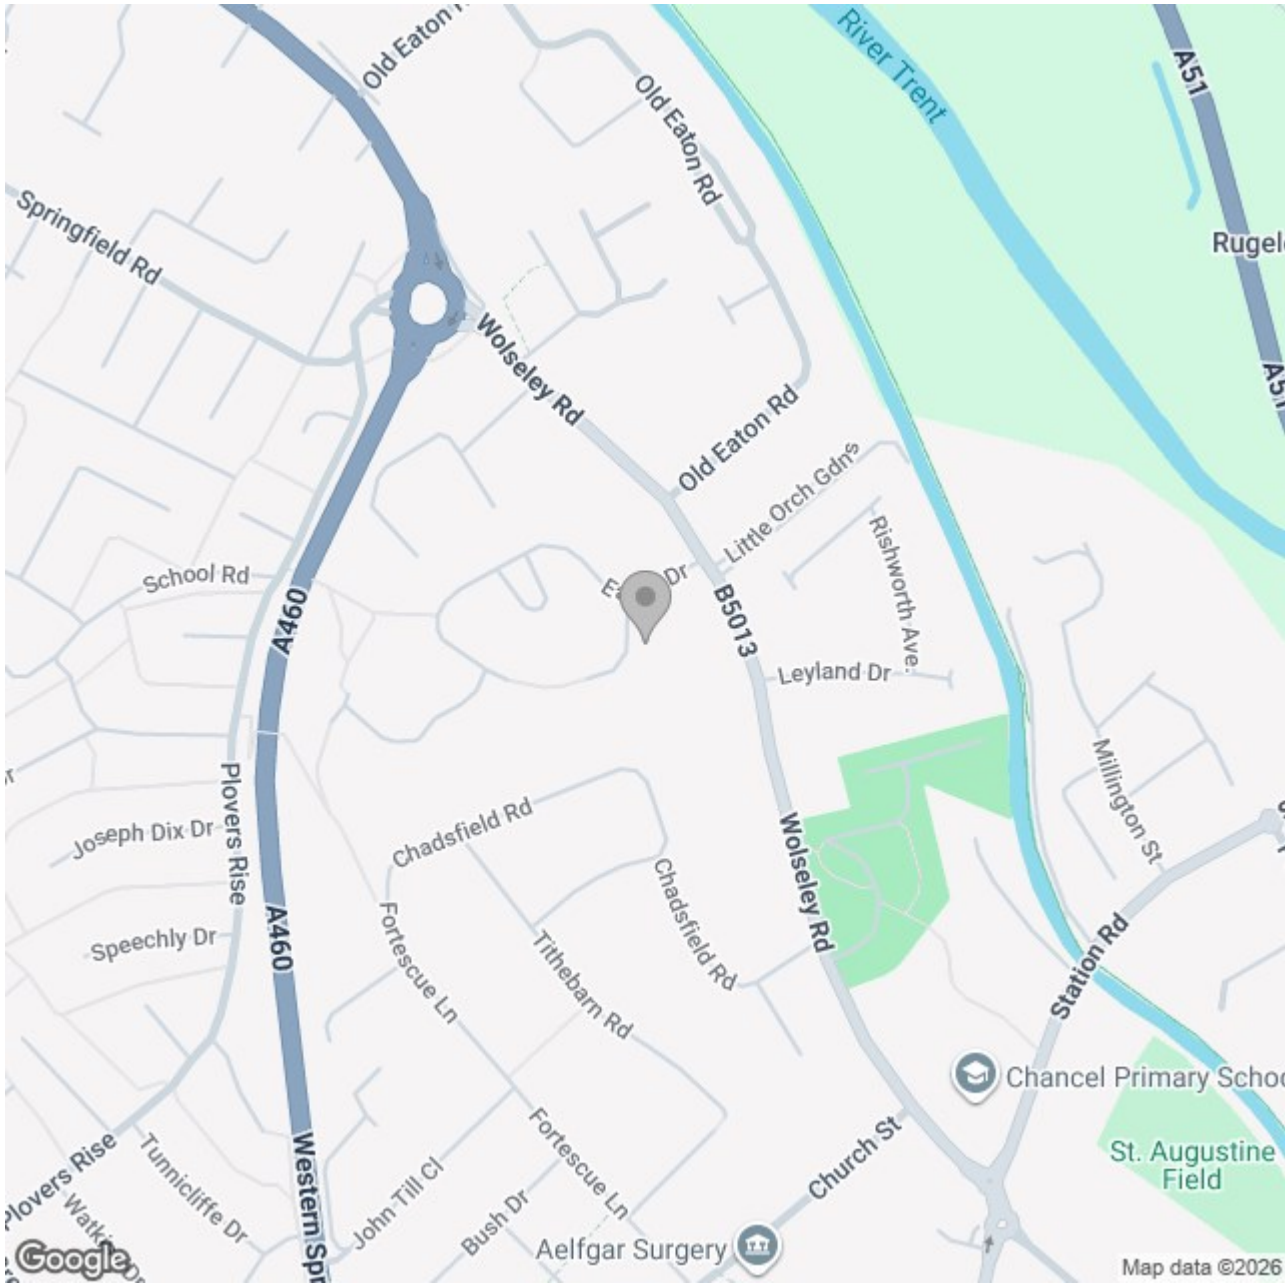 Old Eaton R
River Trent
A51
Old Eaton Rd
Springfield Rd
Rugele
Wolseley Rd
A51
Old Eaton Rd
Little Orch Gdns
Rishworth Ave.
School Rd
Dr
A460
B5013
Leyland Dr
Millington St
Plovers Rise
Joseph Dix Dr
Chadsfield Rd
Wolseley Rd
Chadsfield Rd
A460
Fortescue Ln
Speechly Dr
Tithebarn Rd
Station Rd
Chancel Primary Schoo
Fortescue Ln
Church St
St. Augustine
Field
Plovers Rise
Tunnicliffe Dr
Western Spr
John Till Cl
Bush Dr
Aelfgar Surgery
Google
Map data ©2026